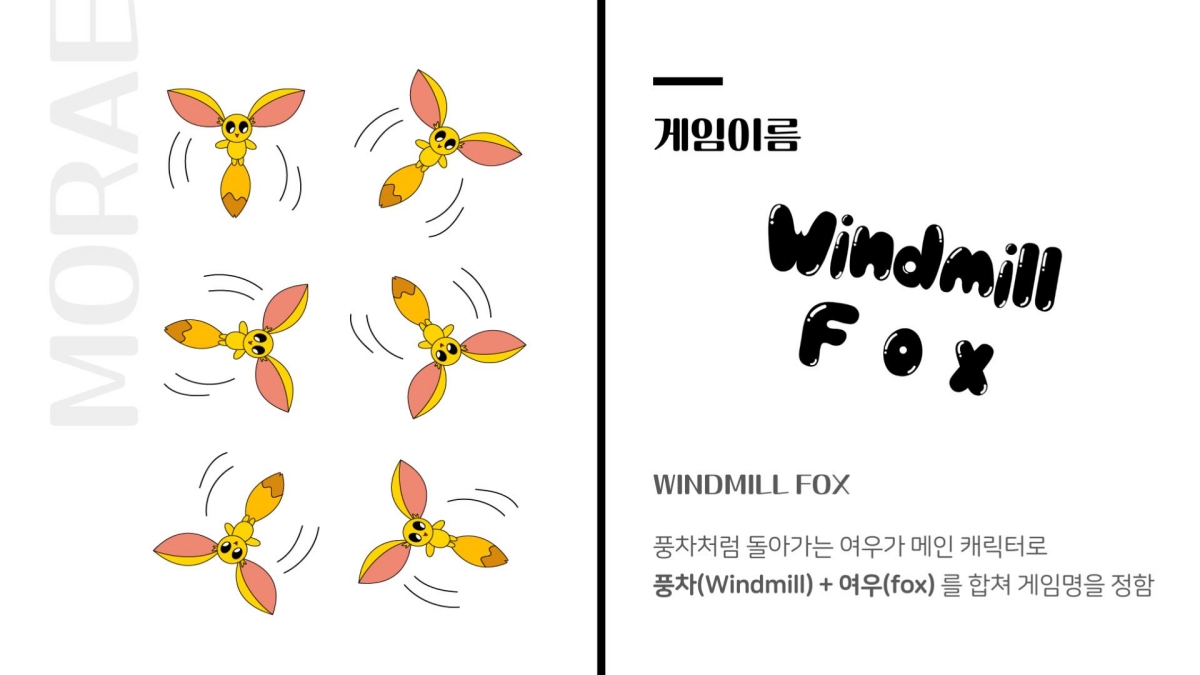 MORAE
게임이름
Windmill
Fox
WINDMILL FOX
풍차처럼 돌아가는 여우가 메인 캐릭터로
풍차(Windmill) + 여우(fox) 를 합쳐 게임명을 정함